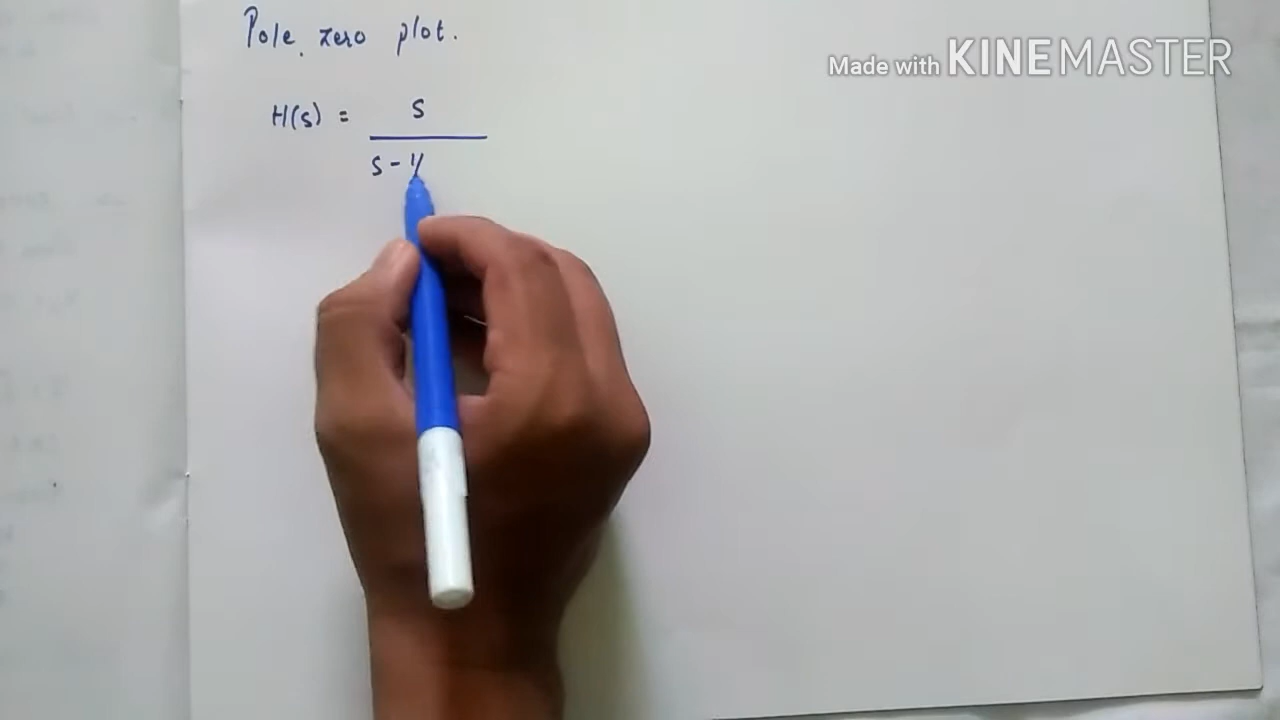 Pole, zero plot.
Made with KINEMASTER
H(s) = s
s - 1/